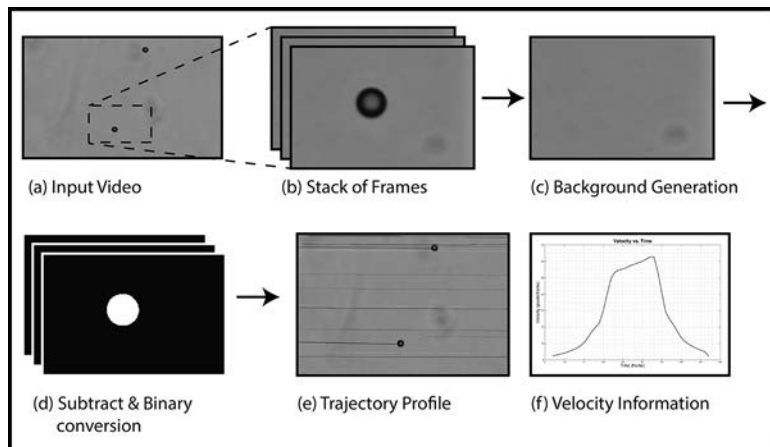 (a) Input Video
(b) Stack of Frames
(c) Background Generation
Velocity vs. Time
(d) Subtract & Binary
conversion
(e) Trajectory Profile
(f) Velocity Information